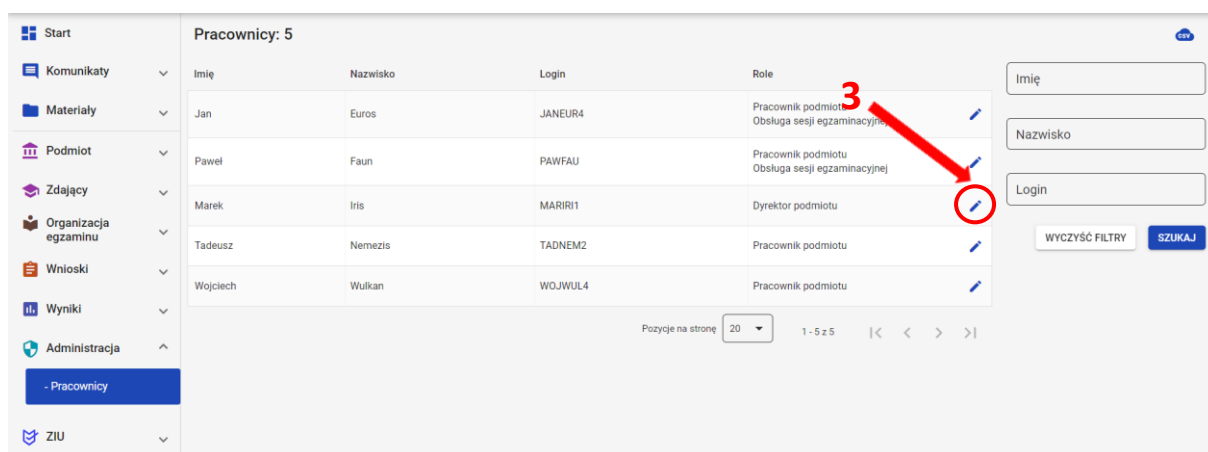 Start
Komunikaty
Materiały
Podmiot
Zdający
Organizacja
egzaminu
Wnioski
Wyniki
Administracja
- Pracownicy
ZIU
Pracownicy: 5
CSV
Imię Nazwisko Login Role
Jan Euros JANEUR4 Pracownik podmiotu
Obsługa sesji egzaminacyjnej
Paweł Faun PAWFAU Pracownik podmiotu
Obsługa sesji egzaminacyjnej
Marek Iris MARIRI1 Dyrektor podmiotu
Tadeusz Nemezis TADNEM2 Pracownik podmiotu
Wojciech Wulkan WOJWUL4 Pracownik podmiotu
3
Pozycje na stronę 20 1 - 5 z 5 |< < > >|
Imię
Nazwisko
Login
WYCZYŚĆ FILTRY SZUKAJ